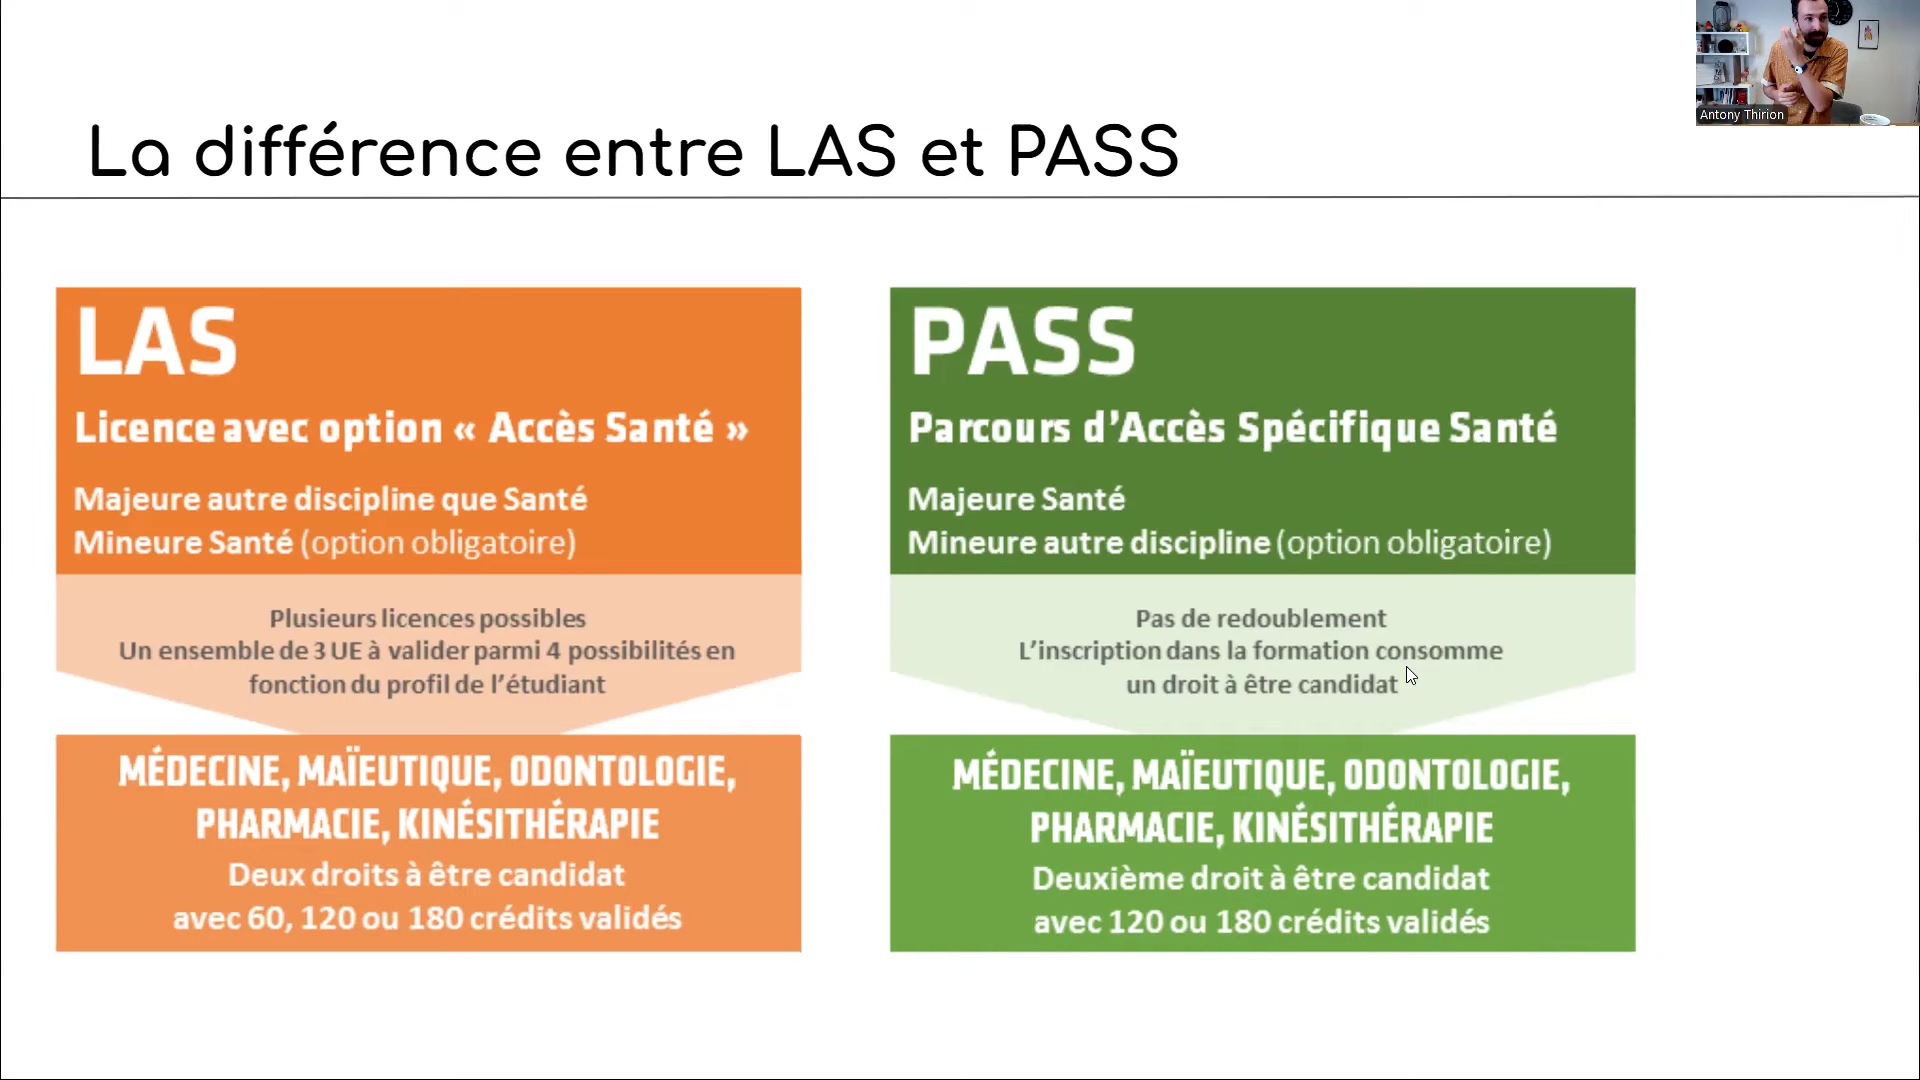 Antony Thirion
La différence entre LAS et PASS
LAS
Licence avec option « Accès Santé »
Majeure autre discipline que Santé
Mineure Santé (option obligatoire)
Plusieurs licences possibles
Un ensemble de 3 UE à valider parmi 4 possibilités en
fonction du profil de l'étudiant
MÉDECINE, MAÏEUTIQUE, ODONTOLOGIE,
PHARMACIE, KINÉSITHÉRAPIE
Deux droits à être candidat
avec 60, 120 ou 180 crédits validés
PASS
Parcours d'Accès Spécifique Santé
Majeure Santé
Mineure autre discipline (option obligatoire)
Pas de redoublement
L'inscription dans la formation consomme
un droit à être candidat
MÉDECINE, MAÏEUTIQUE, ODONTOLOGIE,
PHARMACIE, KINÉSITHÉRAPIE
Deuxième droit à être candidat
avec 120 ou 180 crédits validés